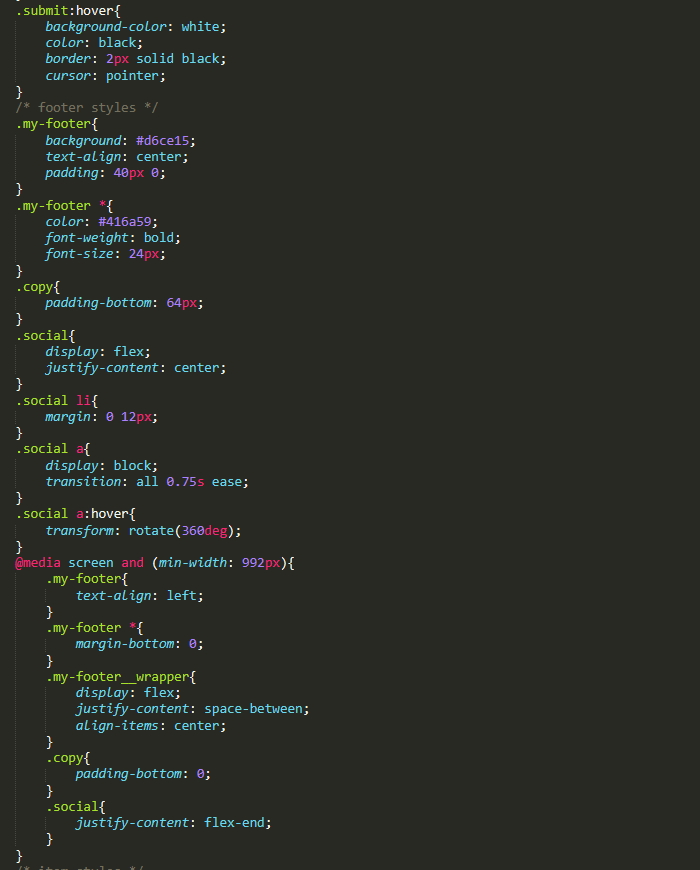 .submit:hover{
    background-color: white;
    color: black;
    border: 2px solid black;
    cursor: pointer;
}
/* footer styles */
.my-footer{
    background: #d6ce15;
    text-align: center;
    padding: 40px 0;
}
.my-footer *{
    color: #416a59;
    font-weight: bold;
    font-size: 24px;
}
.copy{
    padding-bottom: 64px;
}
.social{
    display: flex;
    justify-content: center;
}
.social li{
    margin: 0 12px;
}
.social a{
    display: block;
    transition: all 0.75s ease;
}
.social a:hover{
    transform: rotate(360deg);
}
@media screen and (min-width: 992px){
    .my-footer{
        text-align: left;
    }
    .my-footer *{
        margin-bottom: 0;
    }
    .my-footer__wrapper{
        display: flex;
        justify-content: space-between;
        align-items: center;
    }
    .copy{
        padding-bottom: 0;
    }
    .social{
        justify-content: flex-end;
    }
}
/* item styles */